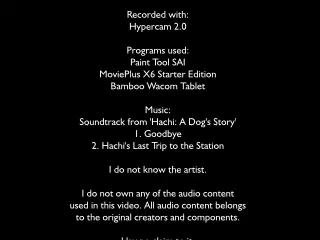 Recorded with:
Hypercam 2.0
Programs used:
Paint Tool SAI
MoviePlus X6 Starter Edition
Bamboo Wacom Tablet
Music:
Soundtrack from 'Hachi: A Dog's Story'
1. Goodbye
2. Hachi's Last Trip to the Station
I do not know the artist.
I do not own any of the audio content
used in this video. All audio content belongs
to the original creators and components.